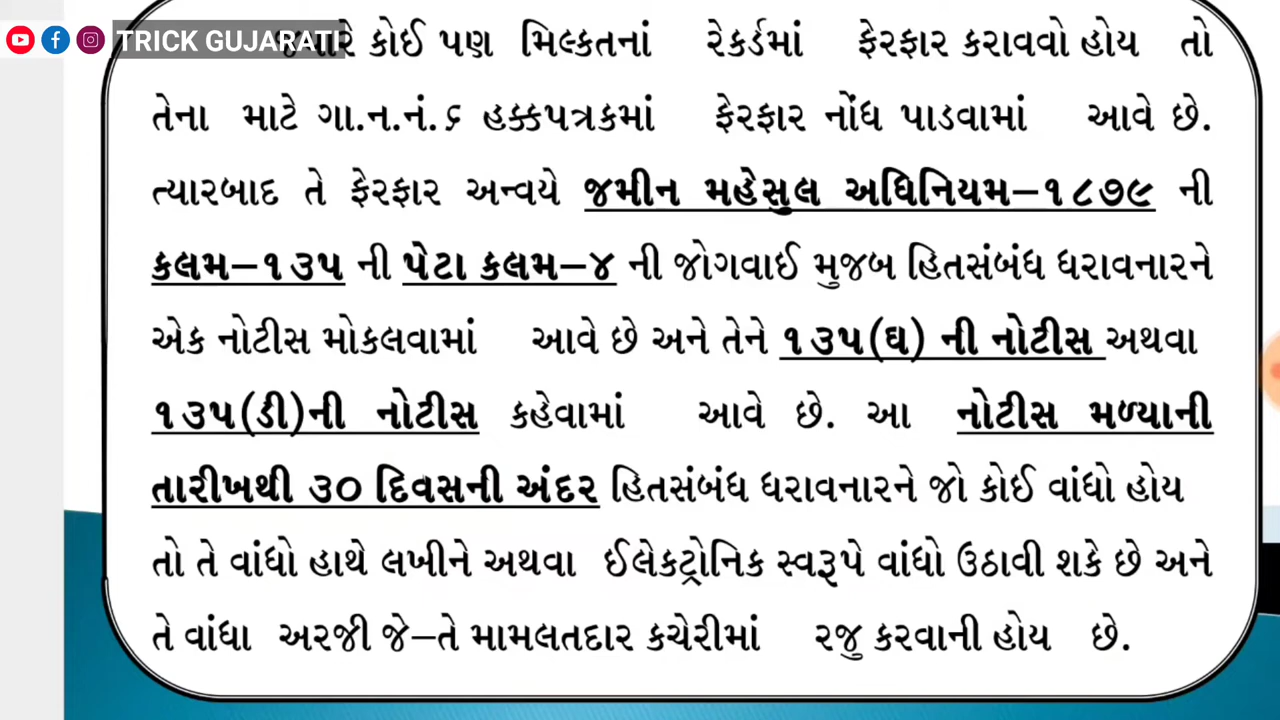 TRICK GUJARATI
જ્યારે કોઈ પણ મિલ્કતનાં રેકર્ડમાં ફેરફાર કરાવવો હોય તો
તેના માટે ગા.ન.નં.૬ હક્કપત્રકમાં ફેરફાર નોંધ પાડવામાં આવે છે.
ત્યારબાદ તે ફેરફાર અન્વયે જમીન મહેસુલ અધિનિયમ–૧૮૭૯ ની
કલમ–૧૩૫ ની પેટા કલમ–૪ ની જોગવાઈ મુજબ હિતસંબંધ ધરાવનારને
એક નોટીસ મોકલવામાં આવે છે અને તેને ૧૩૫(ઘ) ની નોટીસ અથવા
૧૩૫(ડી)ની નોટીસ કહેવામાં આવે છે. આ નોટીસ મળ્યાની
તારીખથી ૩૦ દિવસની અંદર હિતસંબંધ ધરાવનારને જો કોઈ વાંધો હોય
તો તે વાંધો હાથે લખીને અથવા ઈલેકટ્રોનિક સ્વરૂપે વાંધો ઉઠાવી શકે છે અને
તે વાંધા અરજી જે–તે મામલતદાર કચેરીમાં રજુ કરવાની હોય છે.